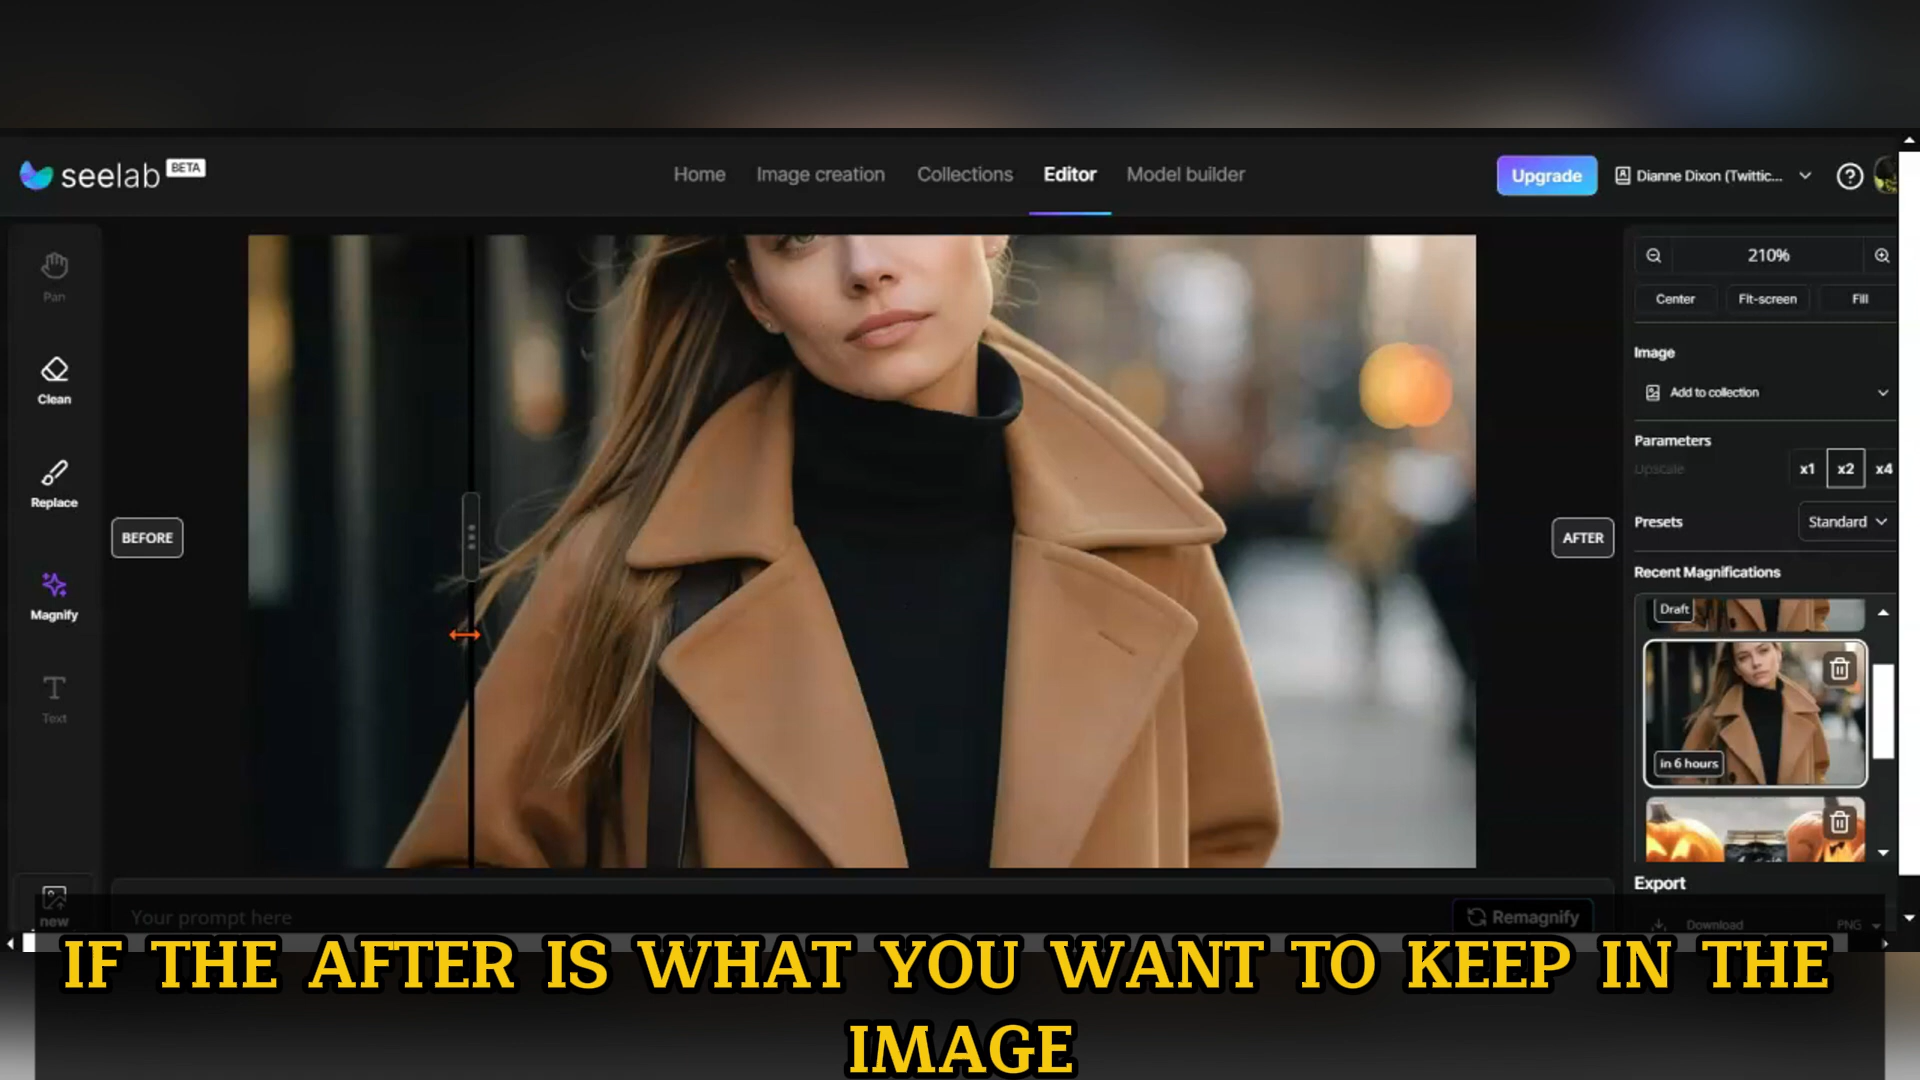 seelab BETA
Home Image creation Collections Editor Model builder
Upgrade Dianne Dixon (Twittic...
Pan
Clean
Replace
Magnify
Text
new
BEFORE
AFTER
210%
Center Fit-screen Fill
Image
Add to collection
Parameters
Upscale x1 x2 x4
Presets Standard
Recent Magnifications
Draft
in 6 hours
Export
Download PNG
Your prompt here Remagnify
IF THE AFTER IS WHAT YOU WANT TO KEEP IN THE
IMAGE